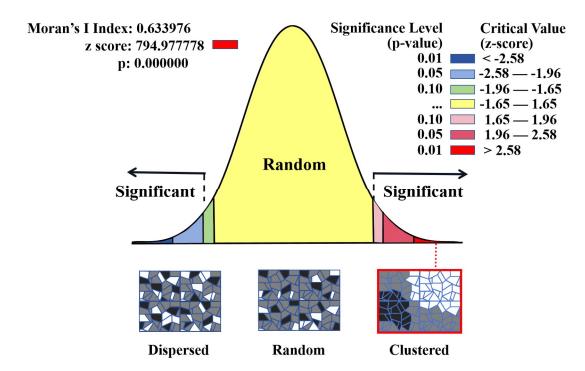 Moran's I Index: 0.633976
z score: 794.977778
p: 0.000000
Significance Level
(p-value)
Critical Value
(z-score)
0.01 < -2.58
0.05 -2.58 — -1.96
0.10 -1.96 — -1.65
... -1.65 — 1.65
0.10 1.65 — 1.96
0.05 1.96 — 2.58
0.01 > 2.58
Random
Significant
Significant
Dispersed
Random
Clustered